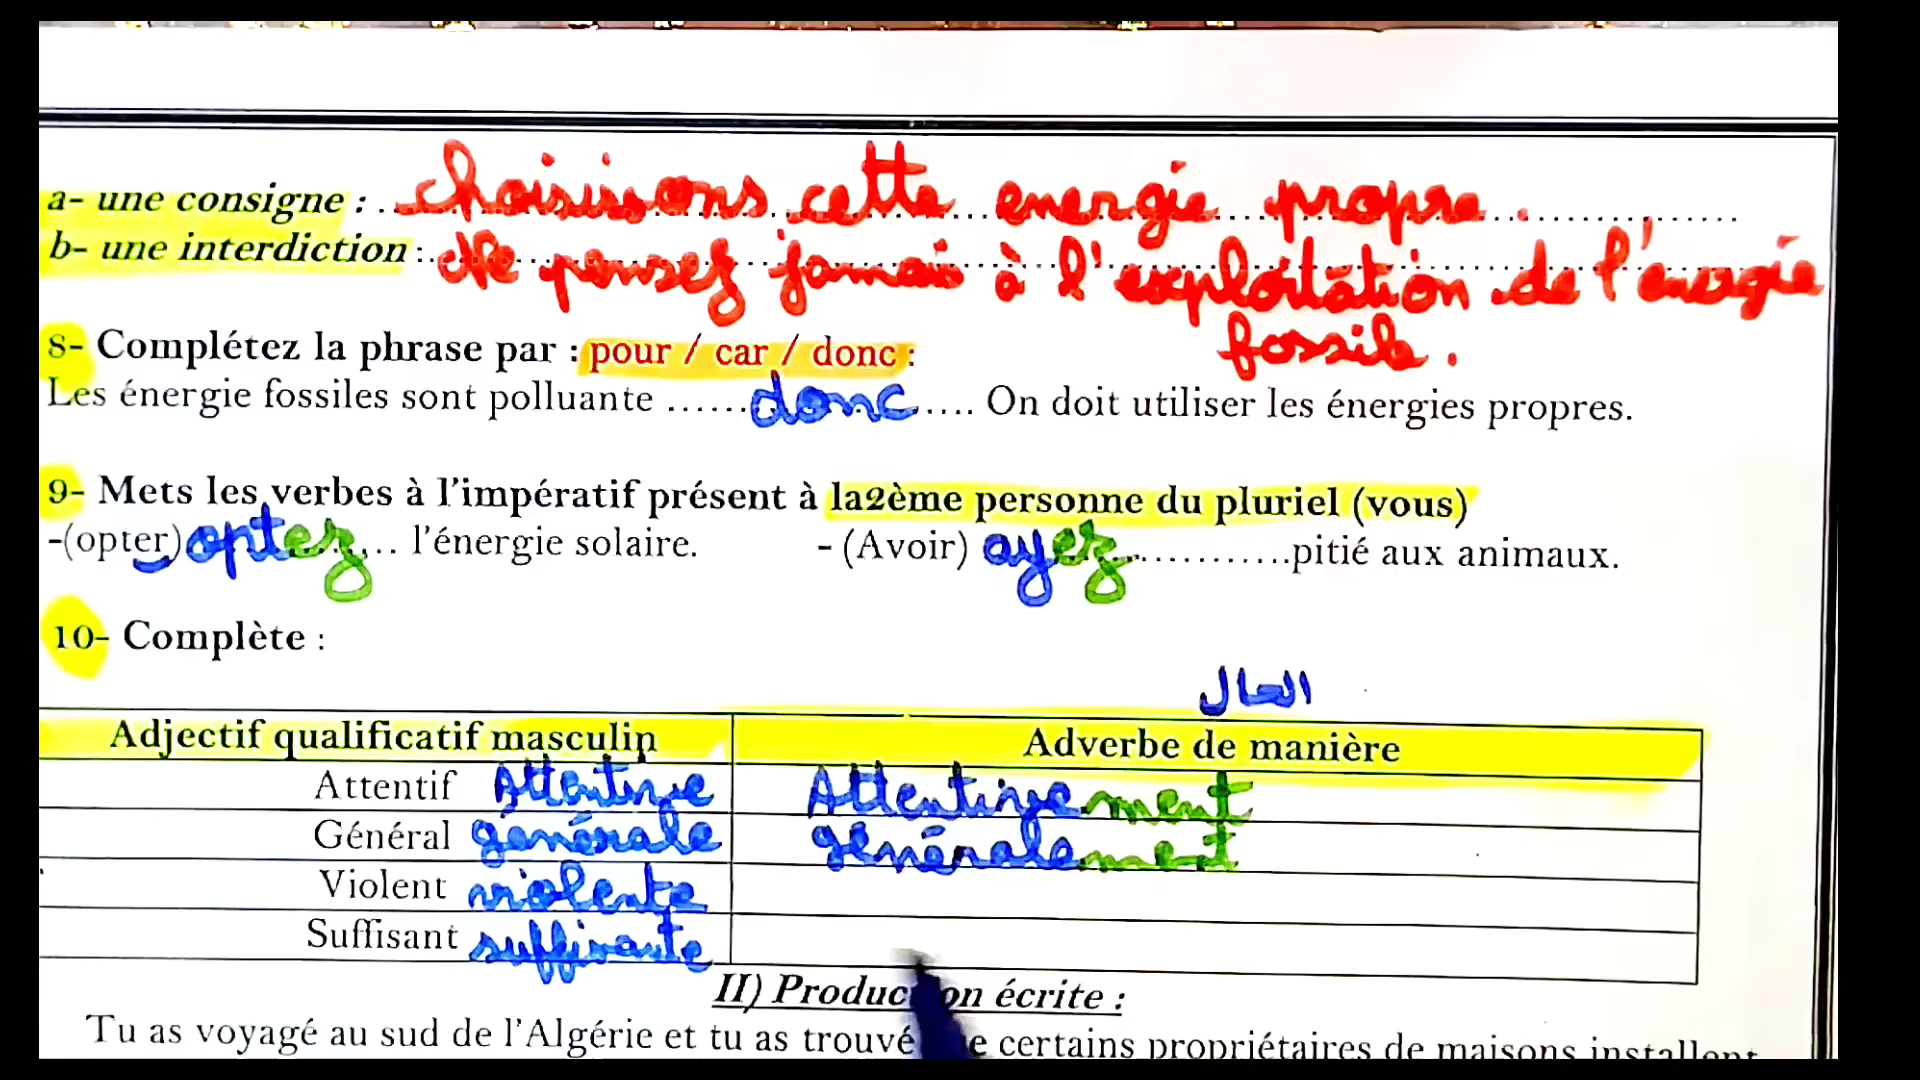 a- une consigne : choisissons cette energie propre.
b- une interdiction : Ne pensez jamais à l'exploitation de l'énergie
fossile.
8- Complétez la phrase par : pour / car / donc :
Les énergie fossiles sont polluante ...... donc ..... On doit utiliser les énergies propres.
9- Mets les verbes à l'impératif présent à la2ème personne du pluriel (vous)
-(opter) optez ... l'énergie solaire. - (Avoir) ayez ............pitié aux animaux.
10- Complète :
الحال
Adjectif qualificatif masculin Adverbe de manière
Attentif Attentive Attentivement
Général générale généralement
Violent violente
Suffisant suffisante
II) Production écrite :
Tu as voyagé au sud de l'Algérie et tu as trouvé certains propriétaires de maisons installent